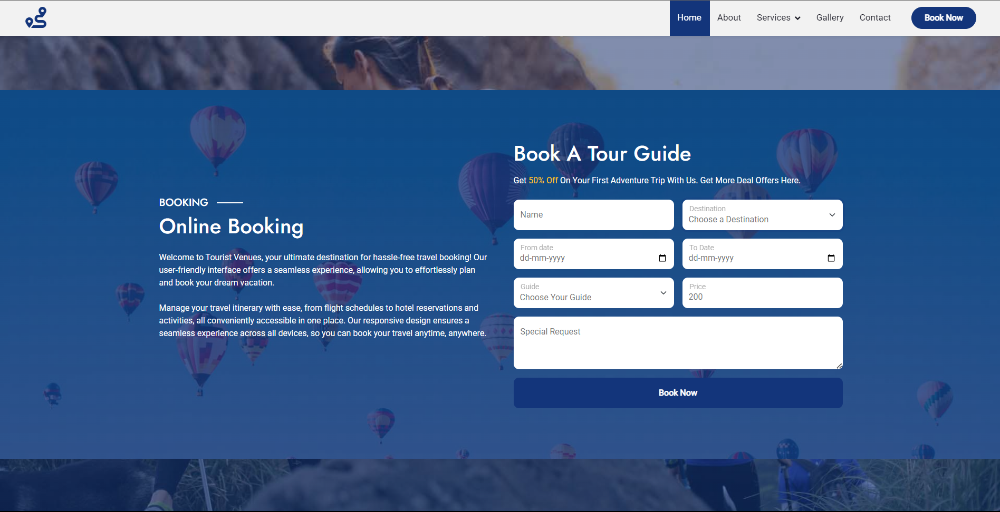 Home
About
Services
Gallery
Contact
Book Now
BOOKING
Online Booking
Welcome to Tourist Venues, your ultimate destination for hassle-free travel booking! Our
user-friendly interface offers a seamless experience, allowing you to effortlessly plan
and book your dream vacation.
Manage your travel itinerary with ease, from flight schedules to hotel reservations and
activities, all conveniently accessible in one place. Our responsive design ensures a
seamless experience across all devices, so you can book your travel anytime, anywhere.
Book A Tour Guide
Get 50% Off On Your First Adventure Trip With Us. Get More Deal Offers Here.
Name
Destination
Choose a Destination
From date
dd-mm-yyyy
To Date
dd-mm-yyyy
Guide
Choose Your Guide
Price
200
Special Request
Book Now